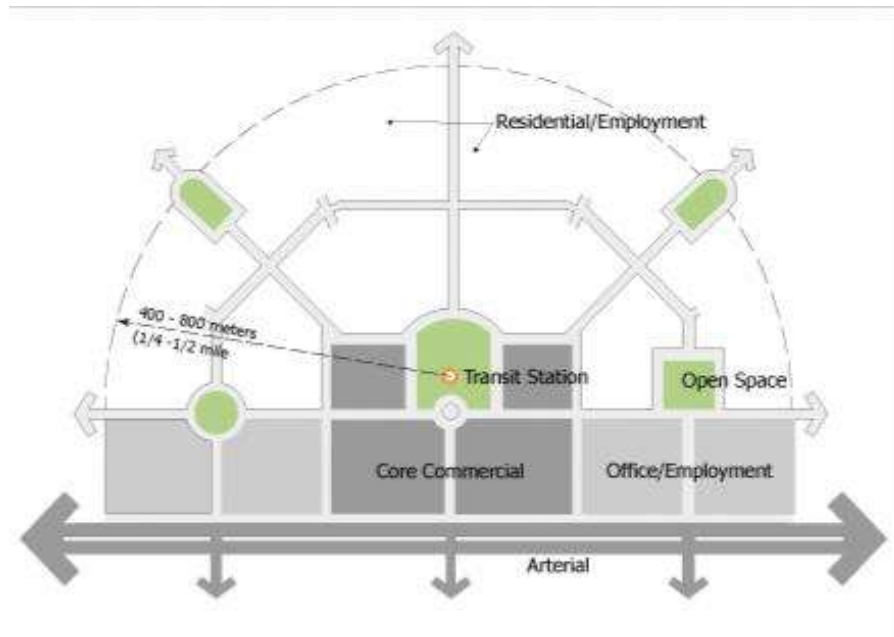 Residential/Employment
400 - 800 meters
(1/4 -1/2 mile
Transit Station
Open Space
Core Commercial
Office/Employment
Arterial